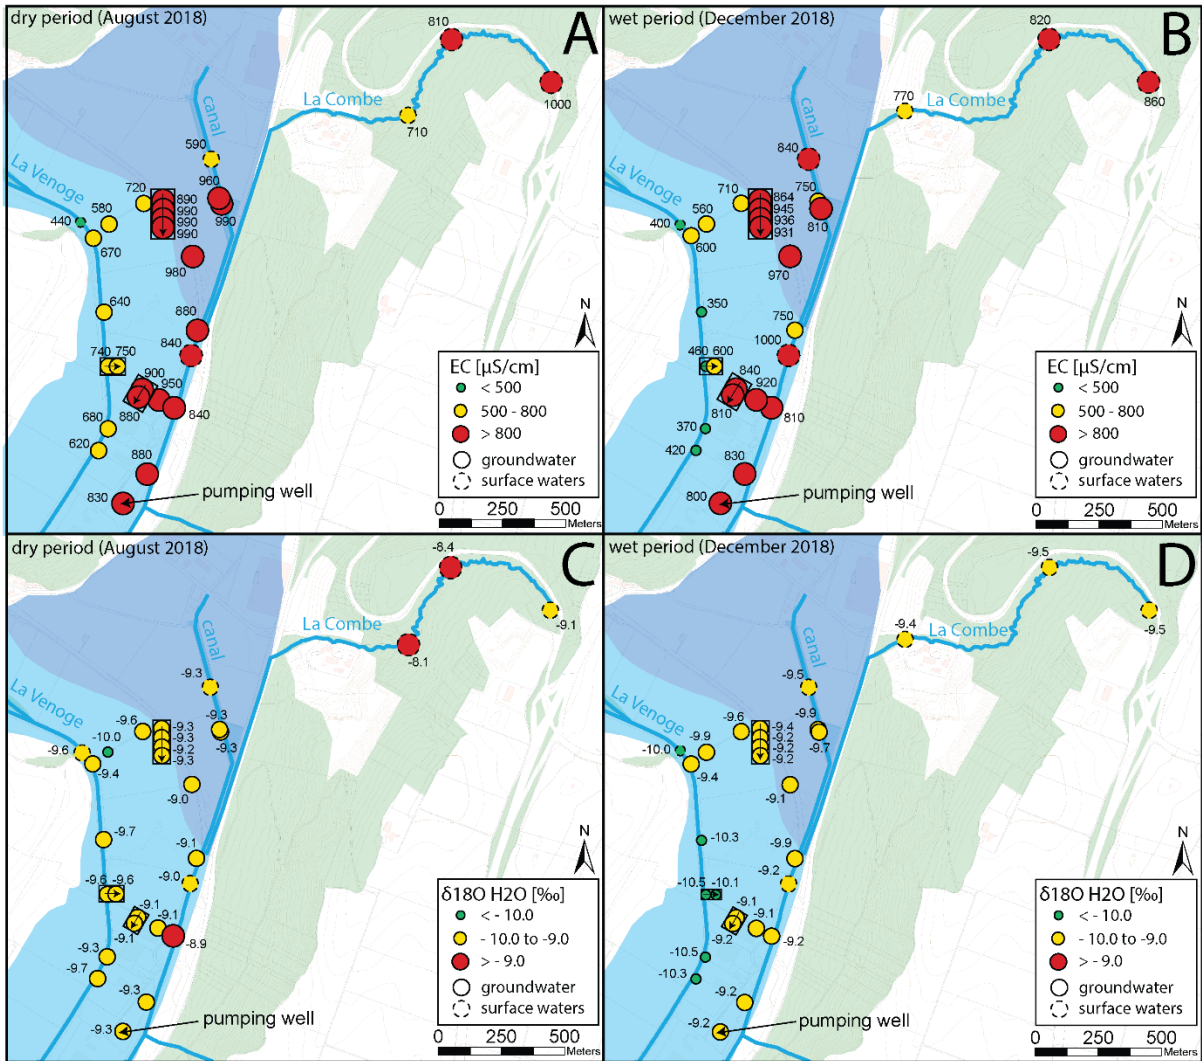 dry period (August 2018)
A
810
1000
La Combe
710
canal
590
La Venoge
720
960
890
990
990
990
990
580
440
670
980
640
880
740
750
840
900
950
880
840
680
620
880
830
pumping well
N
EC [µS/cm]
< 500
500 - 800
> 800
groundwater
surface waters
0
250
500
Meters
wet period (December 2018)
B
820
860
La Combe
770
canal
840
La Venoge
710
750
864
945
936
931
810
560
400
600
970
350
750
460
600
1000
840
920
810
810
370
420
830
800
pumping well
N
EC [µS/cm]
< 500
500 - 800
> 800
groundwater
surface waters
0
250
500
Meters
dry period (August 2018)
C
-8.4
-9.1
La Combe
-8.1
canal
-9.3
La Venoge
-9.6
-9.3
-9.3
-9.3
-9.2
-9.3
-9.3
-10.0
-9.6
-9.4
-9.0
-9.7
-9.1
-9.6
-9.6
-9.0
-9.1
-9.1
-9.1
-8.9
-9.3
-9.7
-9.3
-9.3
pumping well
N
δ18O H2O [‰]
< - 10.0
- 10.0 to -9.0
> - 9.0
groundwater
surface waters
0
250
500
Meters
wet period (December 2018)
D
-9.5
-9.5
La Combe
-9.4
canal
-9.5
La Venoge
-9.6
-9.9
-9.4
-9.2
-9.2
-9.2
-9.7
-9.9
-10.0
-9.4
-9.1
-10.3
-9.9
-10.5
-10.1
-9.2
-9.1
-9.1
-9.2
-9.2
-10.5
-10.3
-9.2
-9.2
pumping well
N
δ18O H2O [‰]
< - 10.0
- 10.0 to -9.0
> - 9.0
groundwater
surface waters
0
250
500
Meters